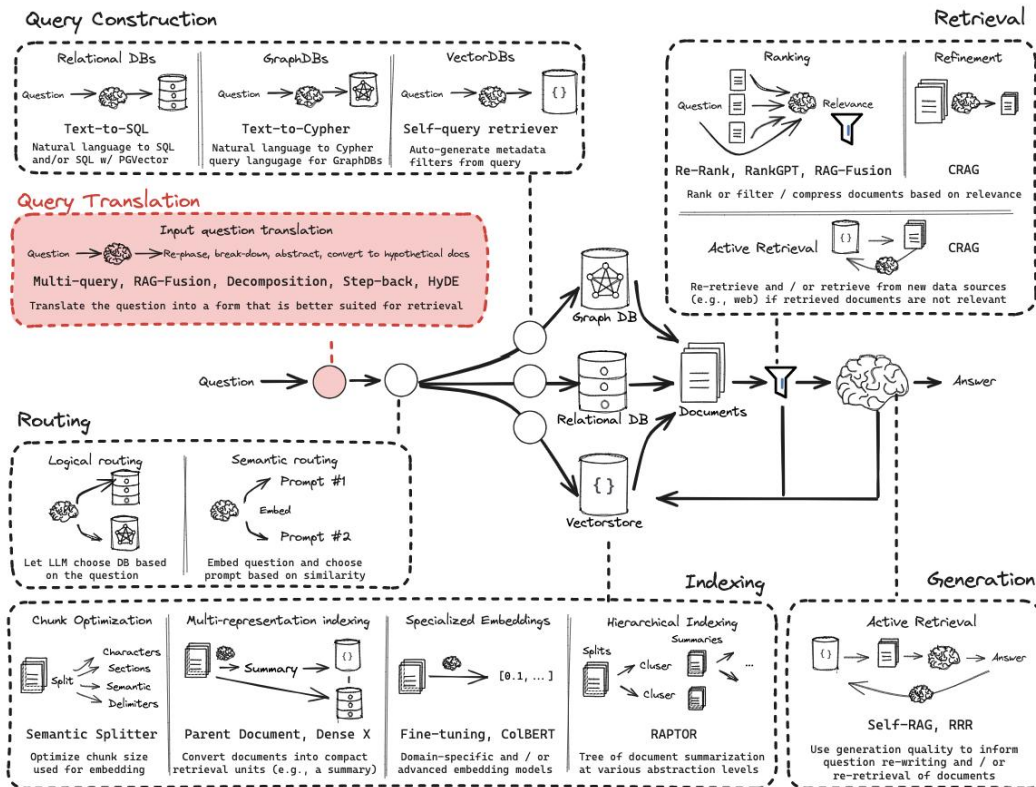 Query Construction
Relational DBs
Question
Text-to-SQL
Natural language to SQL
and/or SQL w/ PGVector
GraphDBs
Question
Text-to-Cypher
Natural language to Cypher
query langugage for GraphDBs
VectorDBs
Question
{}
Self-query retriever
Auto-generate metadata
filters from query
Retrieval
Ranking
Question
Relevance
Re-Rank, RankGPT, RAG-Fusion
Refinement
CRAG
Rank or filter / compress documents based on relevance
Active Retrieval
{}
CRAG
Re-retrieve and / or retrieve from new data sources
(e.g., web) if retrieved documents are not relevant
Query Translation
Input question translation
Question
Re-phase, break-down, abstract, convert to hypothetical docs
Multi-query, RAG-Fusion, Decomposition, Step-back, HyDE
Translate the question into a form that is better suited for retrieval
Question
Graph DB
Relational DB
{}
Vectorstore
Documents
Answer
Routing
Logical routing
Let LLM choose DB based
on the question
Semantic routing
Prompt #1
Embed
Prompt #2
Embed question and choose
prompt based on similarity
Indexing
Chunk Optimization
Split
Characters
Sections
Semantic
Delimiters
Semantic Splitter
Optimize chunk size
used for embedding
Multi-representation indexing
Summary
{}
Parent Document, Dense X
Convert documents into compact
retrieval units (e.g., a summary)
Specialized Embeddings
[0.1, ...]
Fine-tuning, ColBERT
Domain-specific and / or
advanced embedding models
Hierarchical Indexing
Splits
Summaries
Cluser
Cluser
...
RAPTOR
Tree of document summarization
at various abstraction levels
Generation
Active Retrieval
{}
Answer
Self-RAG, RRR
Use generation quality to inform
question re-writing and / or
re-retrieval of documents